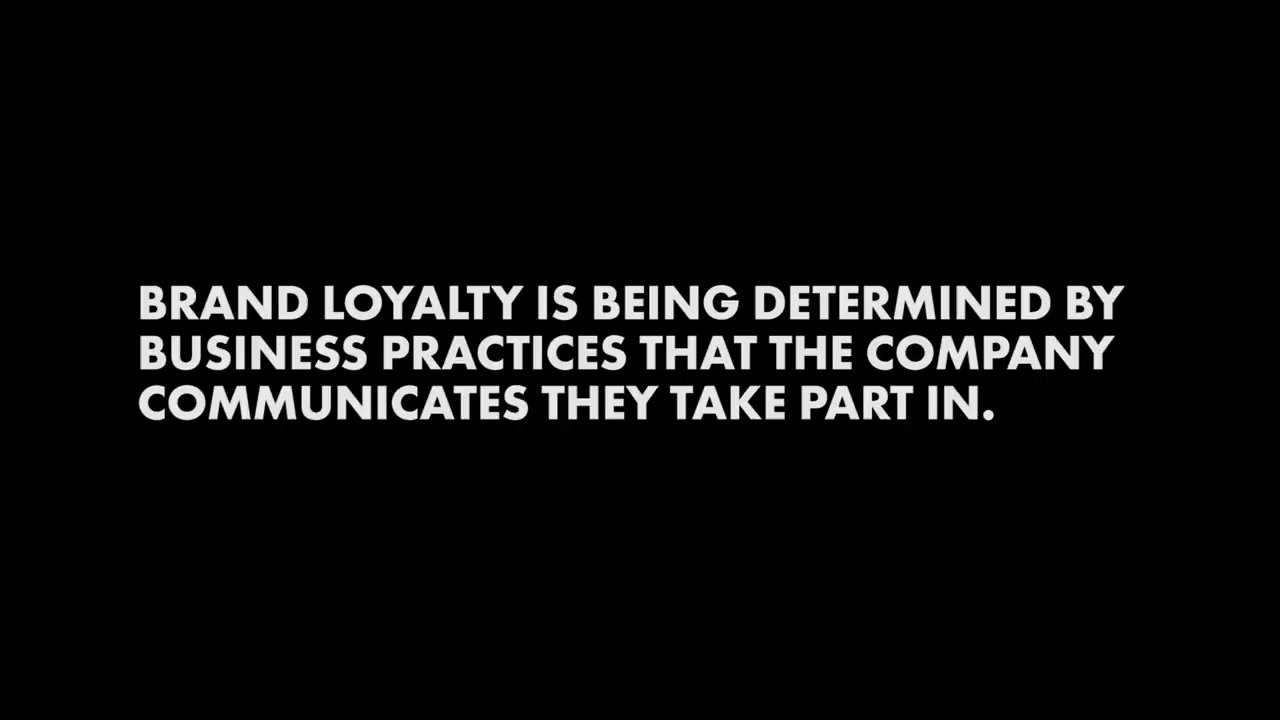 BRAND LOYALTY IS BEING DETERMINED BY
BUSINESS PRACTICES THAT THE COMPANY
COMMUNICATES THEY TAKE PART IN.